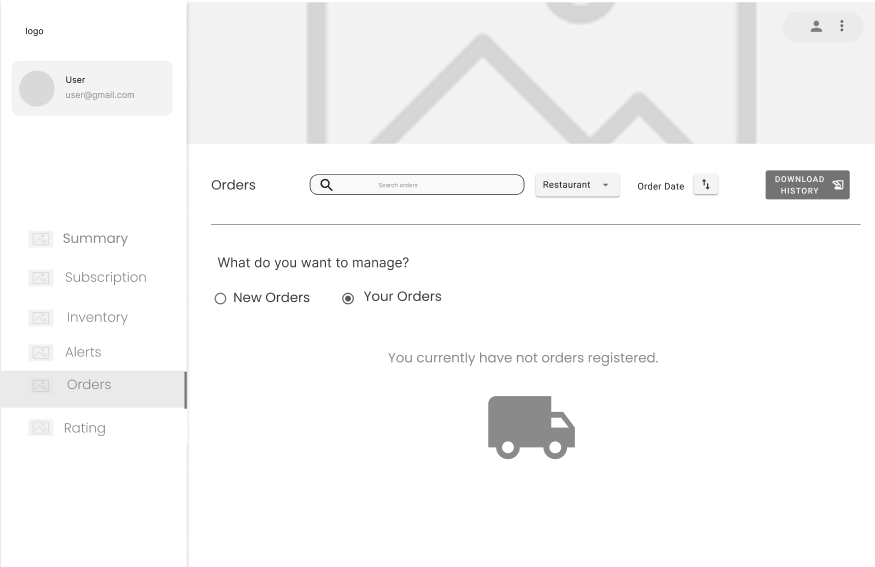 logo
User
user@gmail.com
Orders
Search orders
Restaurant
Order Date
DOWNLOAD
HISTORY
Summary
Subscription
Inventory
Alerts
Orders
Rating
What do you want to manage?
New Orders
Your Orders
You currently have not orders registered.